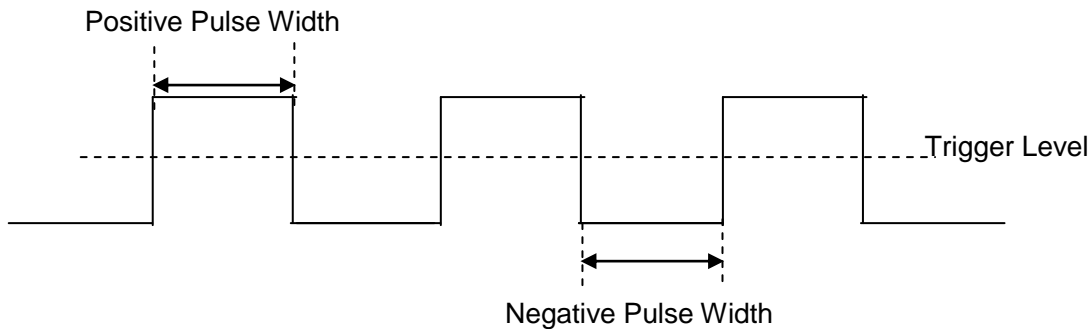 Positive Pulse Width
Trigger Level
Negative Pulse Width